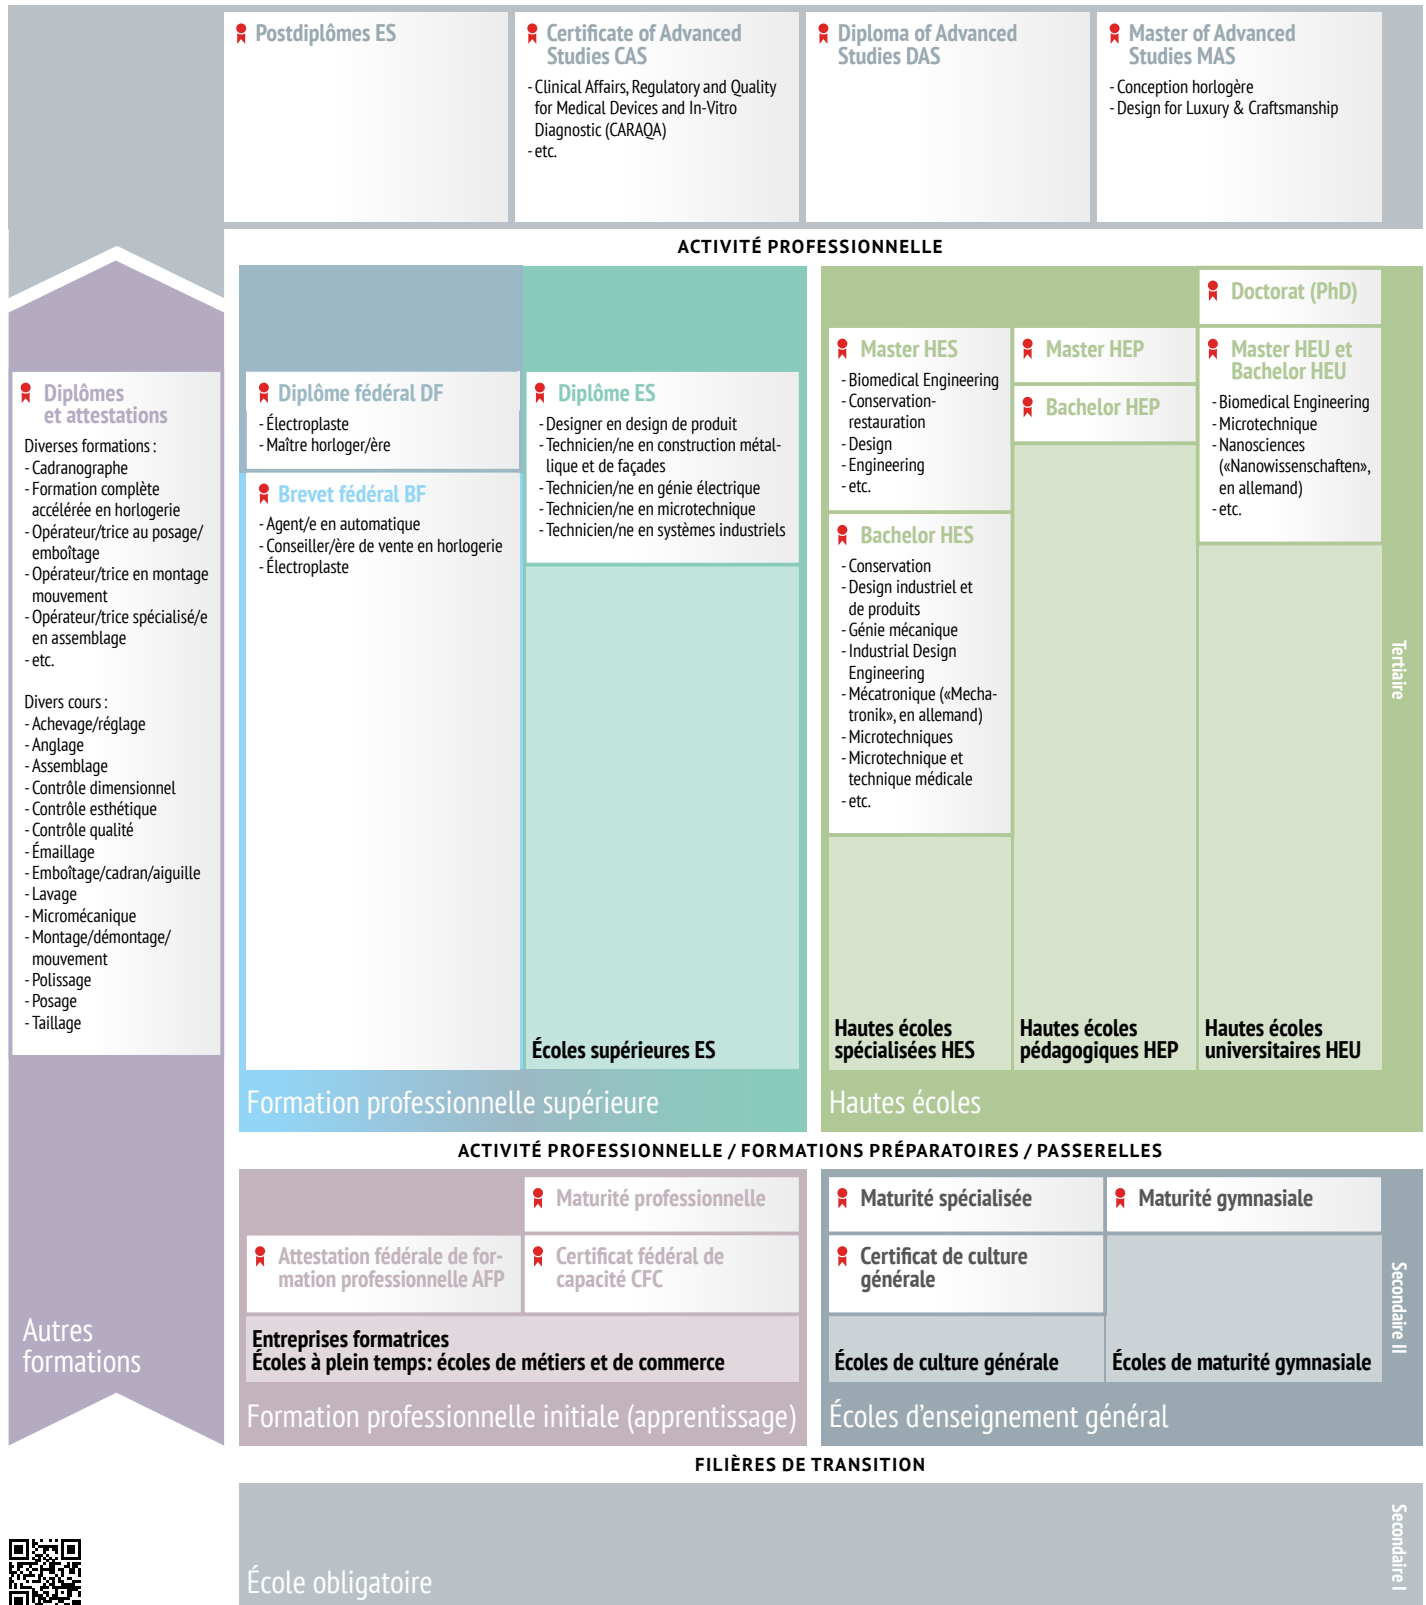 Postdiplômes ES
Certificate of Advanced
Studies CAS
- Clinical Affairs, Regulatory and Quality
for Medical Devices and In-Vitro
Diagnostic (CARAQA)
- etc.
Diploma of Advanced
Studies DAS
Master of Advanced
Studies MAS
- Conception horlogère
- Design for Luxury & Craftsmanship
ACTIVITÉ PROFESSIONNELLE
Diplômes
et attestations
Diverses formations :
- Cadranographe
- Formation complète
accélérée en horlogerie
- Opérateur/trice au posage/
emboîtage
- Opérateur/trice en montage
mouvement
- Opérateur/trice spécialisé/e
en assemblage
- etc.
Divers cours :
- Achevage/réglage
- Anglage
- Assemblage
- Contrôle dimensionnel
- Contrôle esthétique
- Contrôle qualité
- Émaillage
- Emboîtage/cadran/aiguille
- Lavage
- Micromécanique
- Montage/démontage/
mouvement
- Polissage
- Posage
- Taillage
Autres
formations
Diplôme fédéral DF
- Électroplaste
- Maître horloger/ère
Brevet fédéral BF
- Agent/e en automatique
- Conseiller/ère de vente en horlogerie
- Électroplaste
Diplôme ES
- Designer en design de produit
- Technicien/ne en construction métal-
lique et de façades
- Technicien/ne en génie électrique
- Technicien/ne en microtechnique
- Technicien/ne en systèmes industriels
Écoles supérieures ES
Formation professionnelle supérieure
Master HES
- Biomedical Engineering
- Conservation-
restauration
- Design
- Engineering
- etc.
Bachelor HES
- Conservation
- Design industriel et
de produits
- Génie mécanique
- Industrial Design
Engineering
- Mécatronique («Mecha-
tronik», en allemand)
- Microtechniques
- Microtechnique et
technique médicale
- etc.
Hautes écoles
spécialisées HES
Master HEP
Bachelor HEP
Hautes écoles
pédagogiques HEP
Doctorat (PhD)
Master HEU et
Bachelor HEU
- Biomedical Engineering
- Microtechnique
- Nanosciences
(«Nanowissenschaften»,
en allemand)
- etc.
Hautes écoles
universitaires HEU
Hautes écoles
Tertiaire
ACTIVITÉ PROFESSIONNELLE / FORMATIONS PRÉPARATOIRES / PASSERELLES
Maturité professionnelle
Attestation fédérale de for-
mation professionnelle AFP
Certificat fédéral de
capacité CFC
Entreprises formatrices
Écoles à plein temps: écoles de métiers et de commerce
Formation professionnelle initiale (apprentissage)
Maturité spécialisée
Certificat de culture
générale
Écoles de culture générale
Maturité gymnasiale
Écoles de maturité gymnasiale
Écoles d'enseignement général
Secondaire II
FILIÈRES DE TRANSITION
École obligatoire
Secondaire I